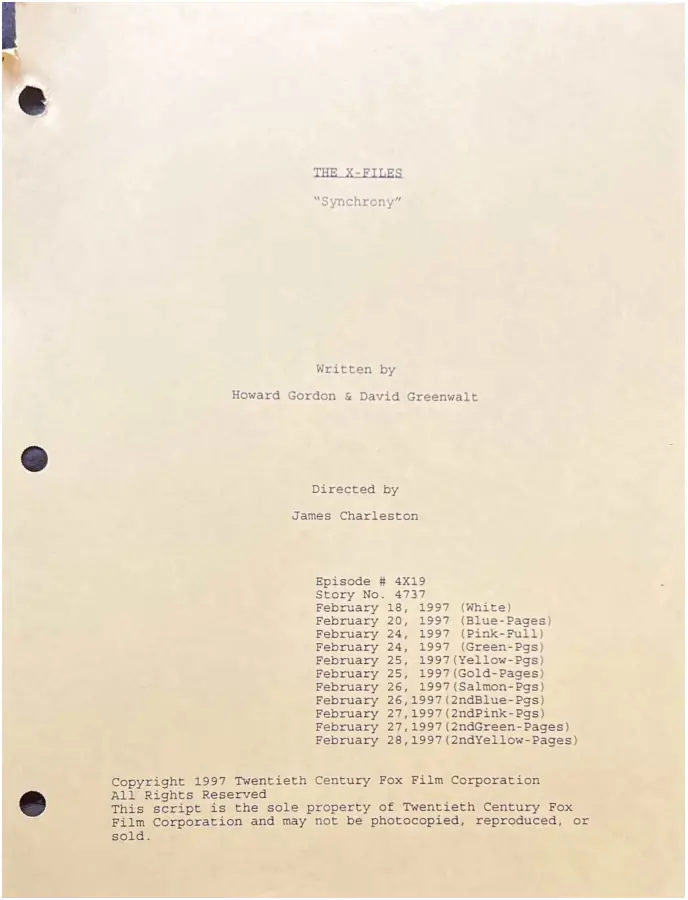 THE X-FILES
"Synchrony"
Written by
Howard Gordon & David Greenwalt
Directed by
James Charleston
Episode # 4X19
Story No. 4737
February 18, 1997 (White)
February 20, 1997 (Blue-Pages)
February 24, 1997 (Pink-Full)
February 24, 1997 (Green-Pgs)
February 25, 1997(Yellow-Pgs)
February 25, 1997(Gold-Pages)
February 26, 1997(Salmon-Pgs)
February 26,1997(2ndBlue-Pgs)
February 27,1997(2ndPink-Pgs)
February 27,1997(2ndGreen-Pages)
February 28,1997(2ndYellow-Pages)
Copyright 1997 Twentieth Century Fox Film Corporation
All Rights Reserved
This script is the sole property of Twentieth Century Fox
Film Corporation and may not be photocopied, reproduced, or
sold.